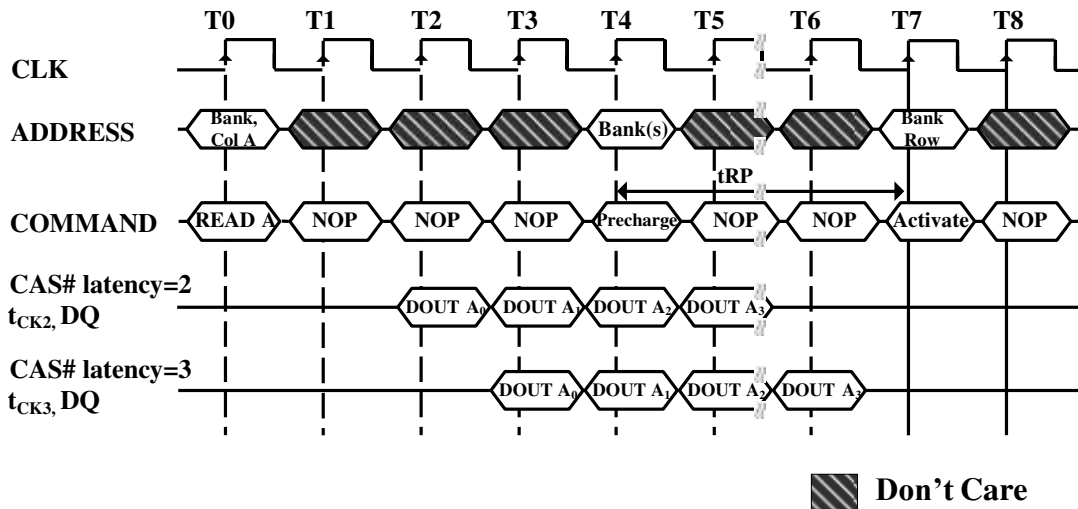 T0 T1 T2 T3 T4 T5 T6 T7 T8
CLK
ADDRESS
Bank, Col A
Bank(s)
Bank Row
tRP
COMMAND
READ A NOP NOP NOP Precharge NOP NOP Activate NOP
CAS# latency=2
tCK2, DQ
DOUT A0 DOUT A1 DOUT A2 DOUT A3
CAS# latency=3
tCK3, DQ
DOUT A0 DOUT A1 DOUT A2 DOUT A3
Don't Care